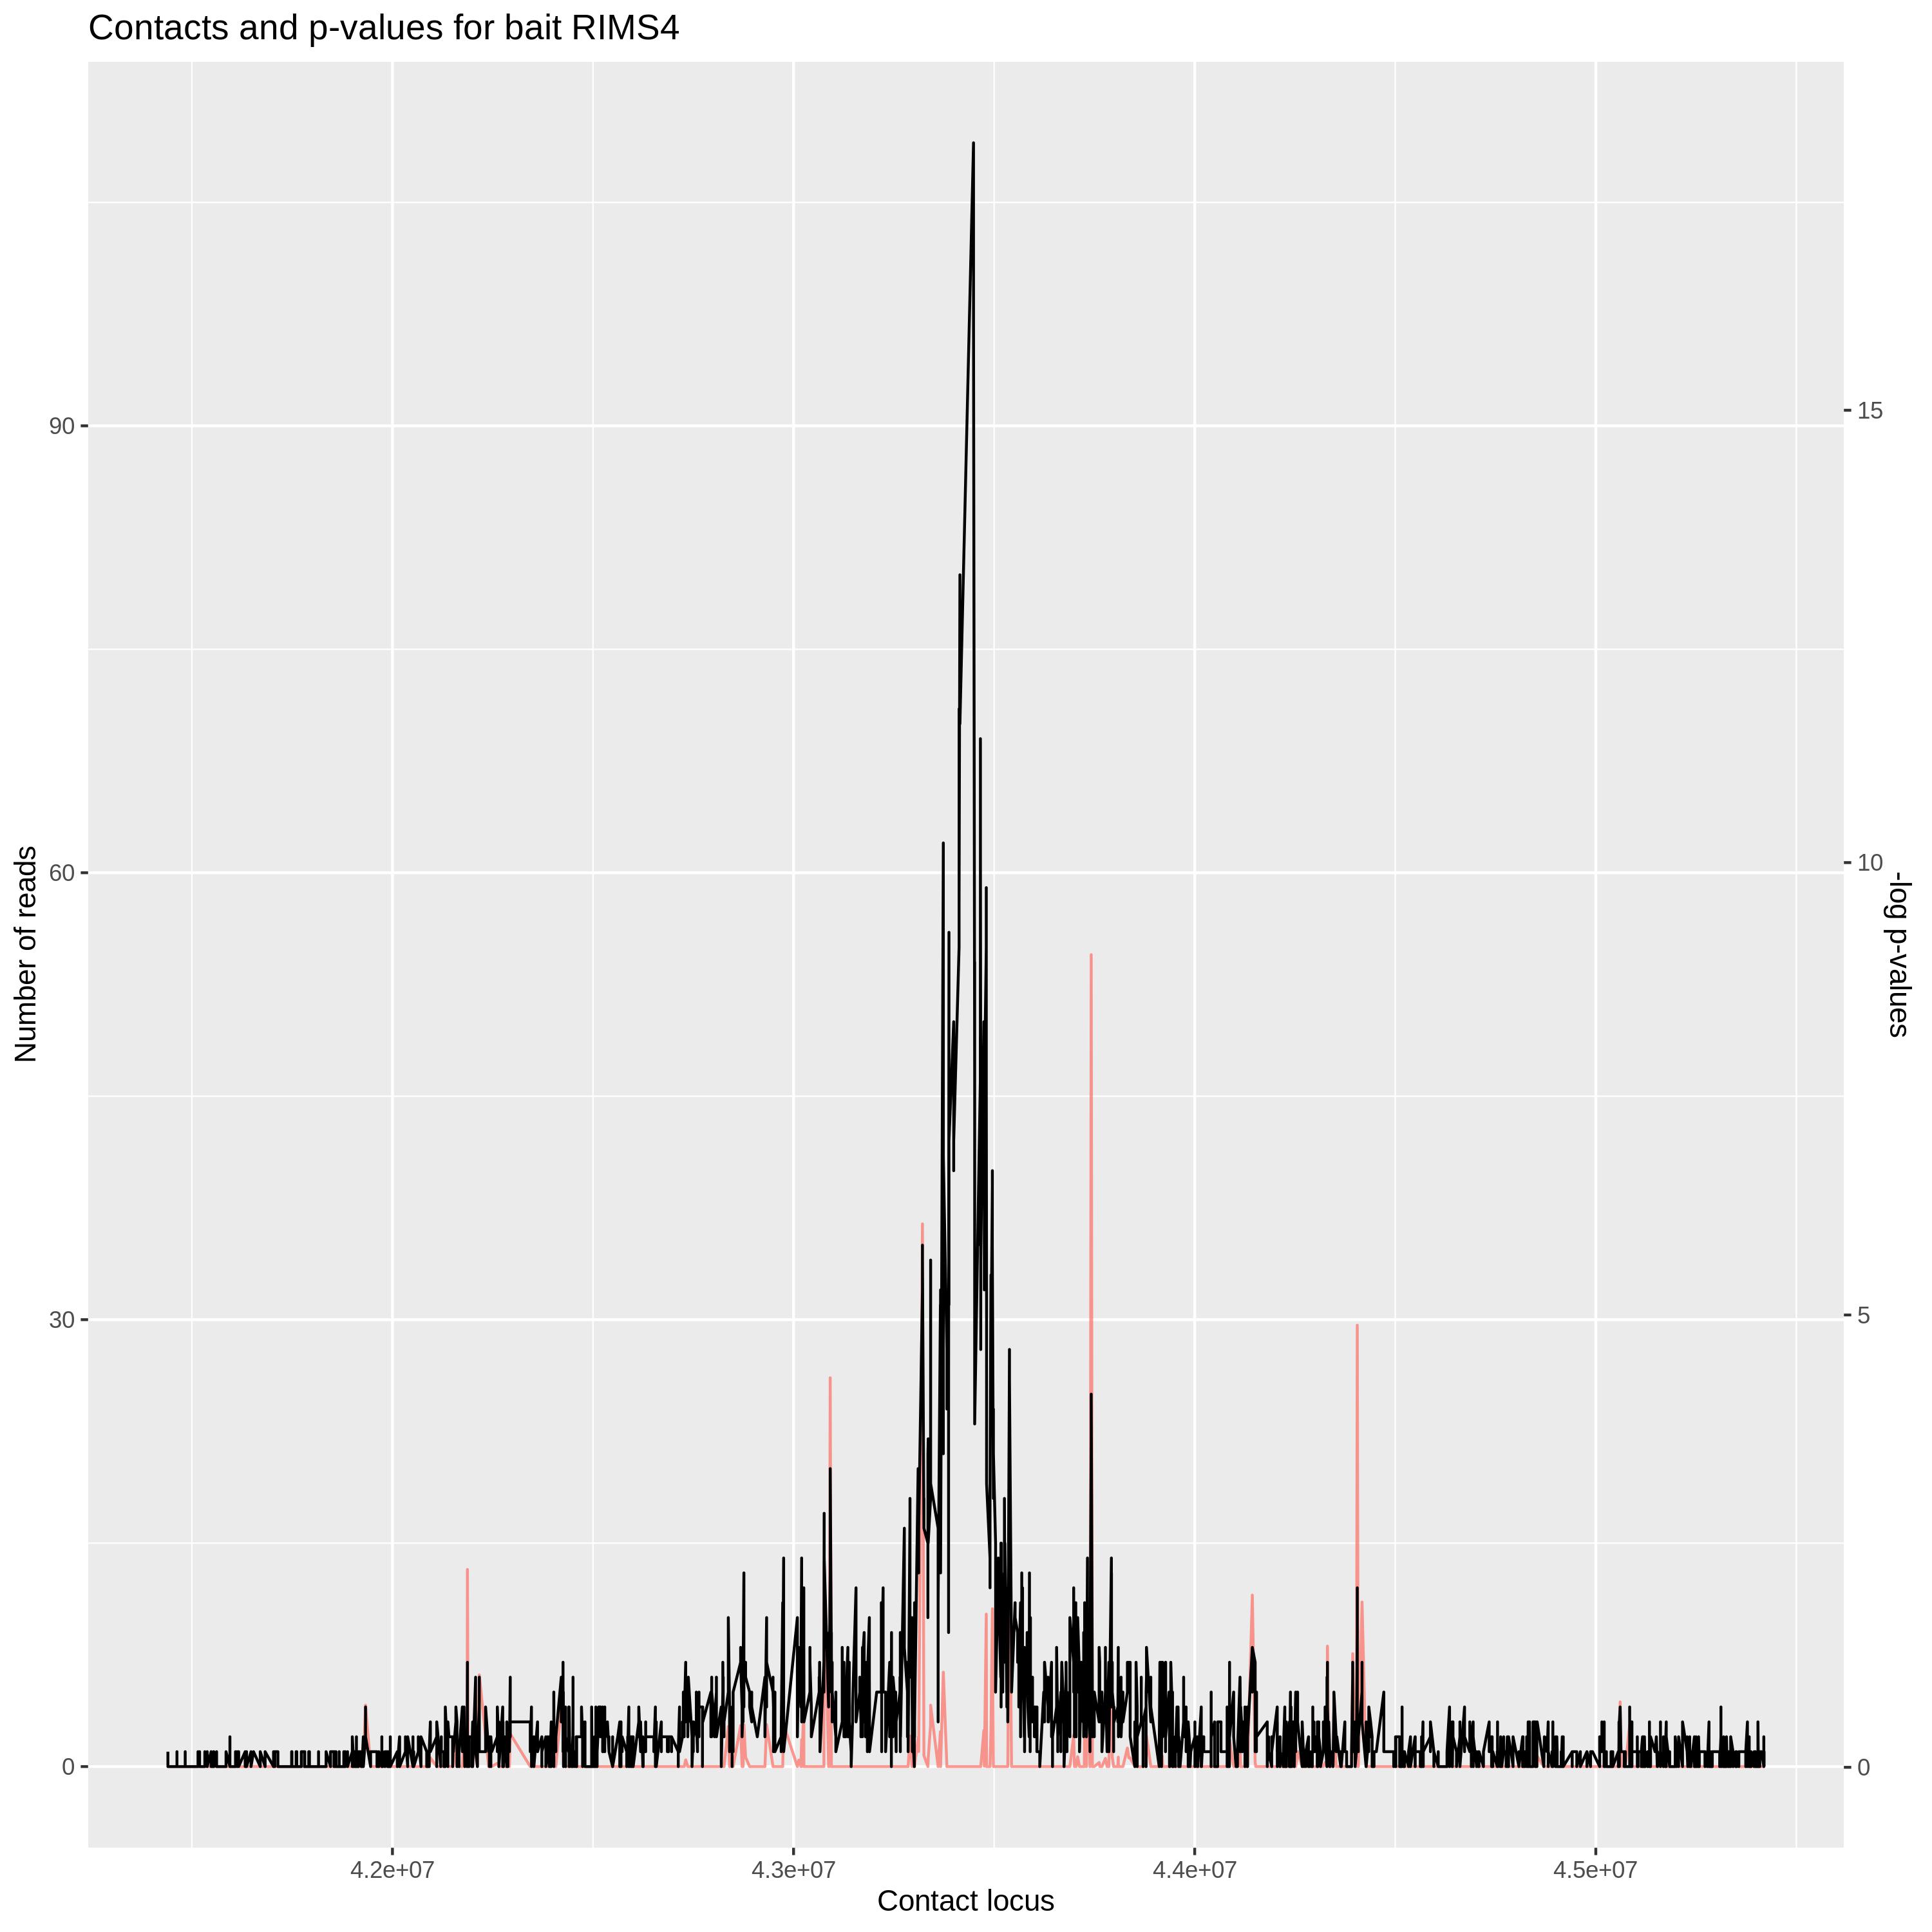 Contacts and p-values for bait RIMS4
90
60
30
0
Number of reads
15
10
5
0
-log p-values
4.2e+07
4.3e+07
4.4e+07
4.5e+07
Contact locus